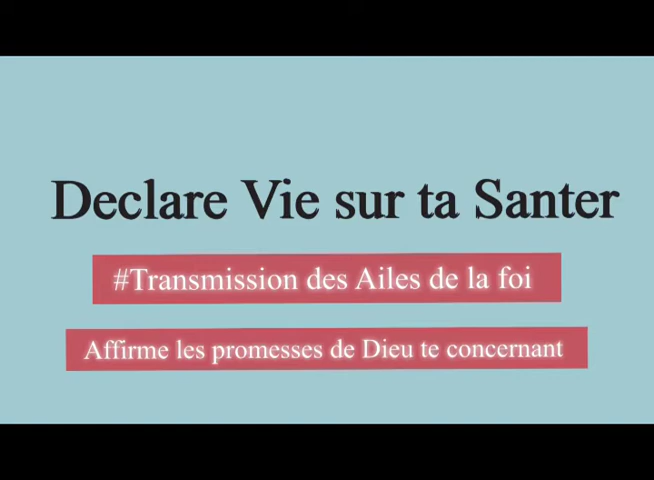 Declare Vie sur ta Santer
#Transmission des Ailes de la foi
Affirme les promesses de Dieu te concernant